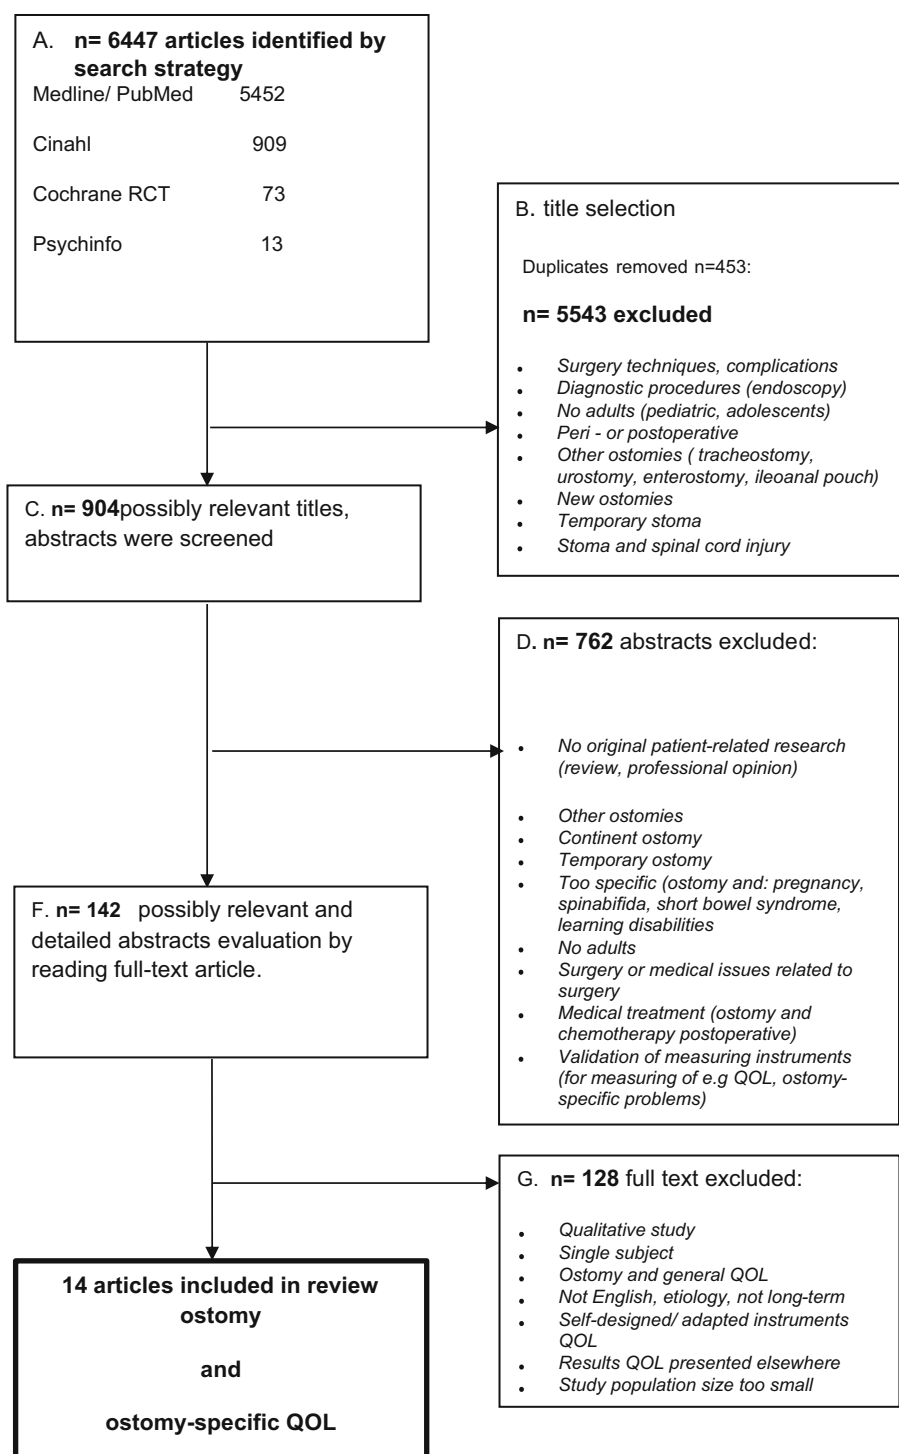 A. n= 6447 articles identified by
search strategy
Medline/ PubMed 5452
Cinahl 909
Cochrane RCT 73
Psychinfo 13
B. title selection
Duplicates removed n=453:
n= 5543 excluded
• Surgery techniques, complications
• Diagnostic procedures (endoscopy)
• No adults (pediatric, adolescents)
• Peri - or postoperative
• Other ostomies ( tracheostomy,
urostomy, enterostomy, ileoanal pouch)
• New ostomies
• Temporary stoma
• Stoma and spinal cord injury
C. n= 904possibly relevant titles,
abstracts were screened
D. n= 762 abstracts excluded:
• No original patient-related research
(review, professional opinion)
• Other ostomies
• Continent ostomy
• Temporary ostomy
• Too specific (ostomy and: pregnancy,
spinabifida, short bowel syndrome,
learning disabilities
• No adults
• Surgery or medical issues related to
surgery
• Medical treatment (ostomy and
chemotherapy postoperative)
• Validation of measuring instruments
(for measuring of e.g QOL, ostomy-
specific problems)
F. n= 142 possibly relevant and
detailed abstracts evaluation by
reading full-text article.
G. n= 128 full text excluded:
• Qualitative study
• Single subject
• Ostomy and general QOL
• Not English, etiology, not long-term
• Self-designed/ adapted instruments
QOL
• Results QOL presented elsewhere
• Study population size too small
14 articles included in review
ostomy
and
ostomy-specific QOL